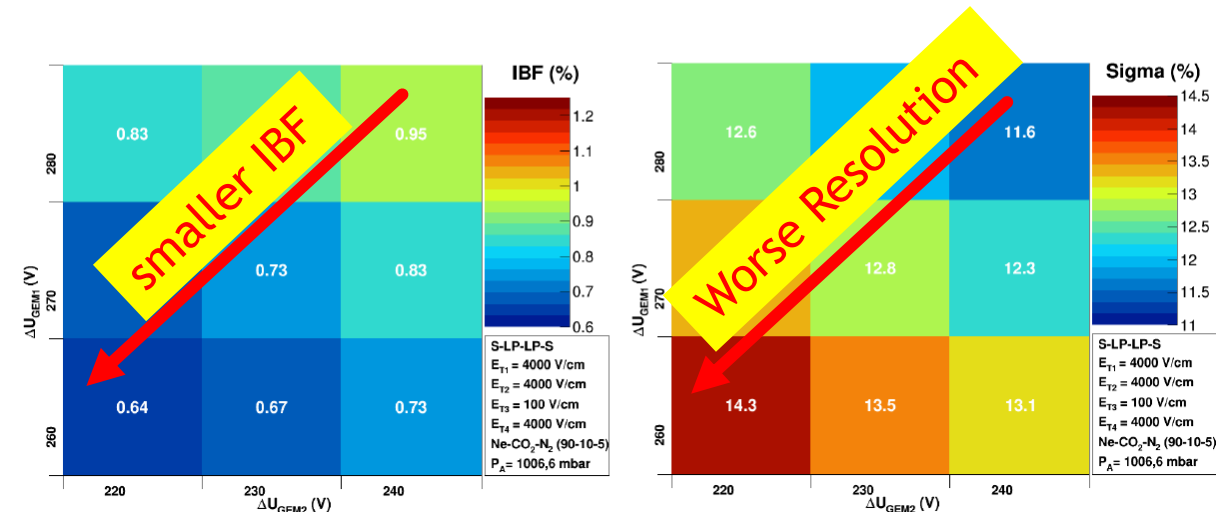 IBF (%)
0.83
0.95
0.73
0.83
0.64
0.67
0.73
smaller IBF
280
270
260
ΔU_GEM1 (V)
220
230
240
ΔU_GEM2 (V)
1.2
1.1
1
0.9
0.8
0.7
0.6
S-LP-LP-S
E_T1 = 4000 V/cm
E_T2 = 4000 V/cm
E_T3 = 100 V/cm
E_T4 = 4000 V/cm
Ne-CO₂-N₂ (90-10-5)
P_A= 1006,6 mbar
Sigma (%)
12.6
11.6
12.8
12.3
14.3
13.5
13.1
Worse Resolution
280
270
260
ΔU_GEM1 (V)
220
230
240
ΔU_GEM2 (V)
14.5
14
13.5
13
12.5
12
11.5
11
S-LP-LP-S
E_T1 = 4000 V/cm
E_T2 = 4000 V/cm
E_T3 = 100 V/cm
E_T4 = 4000 V/cm
Ne-CO₂-N₂ (90-10-5)
P_A= 1006,6 mbar